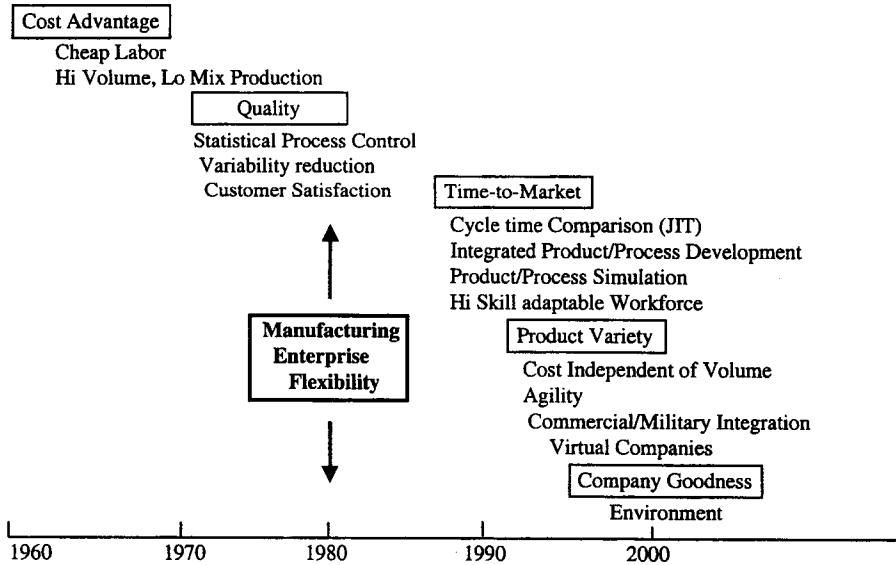 Cost Advantage
Cheap Labor
Hi Volume, Lo Mix Production
Quality
Statistical Process Control
Variability reduction
Customer Satisfaction
Time-to-Market
Cycle time Comparison (JIT)
Integrated Product/Process Development
Product/Process Simulation
Hi Skill adaptable Workforce
Manufacturing
Enterprise
Flexibility
Product Variety
Cost Independent of Volume
Agility
Commercial/Military Integration
Virtual Companies
Company Goodness
Environment
1960 1970 1980 1990 2000